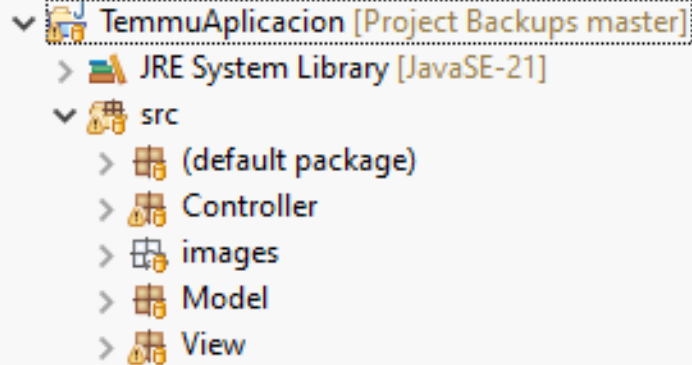 TemmuAplicacion [Project Backups master]
JRE System Library [JavaSE-21]
src
(default package)
Controller
images
Model
View